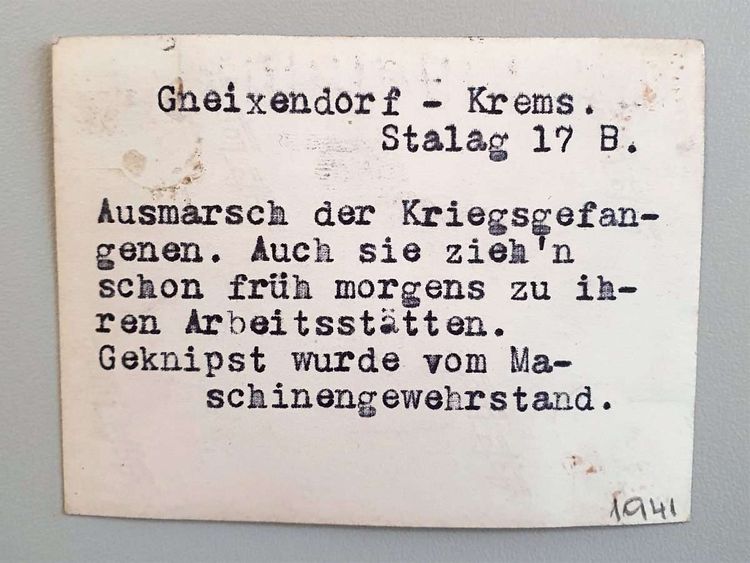 Gneixendorf - Krems.
Stalag 17 B.
Ausmarsch der Kriegsgefan-
genen. Auch sie zieh'n
schon früh morgens zu ih-
ren Arbeitsstätten.
Geknipst wurde vom Ma-
schinengewehrstand.
1941